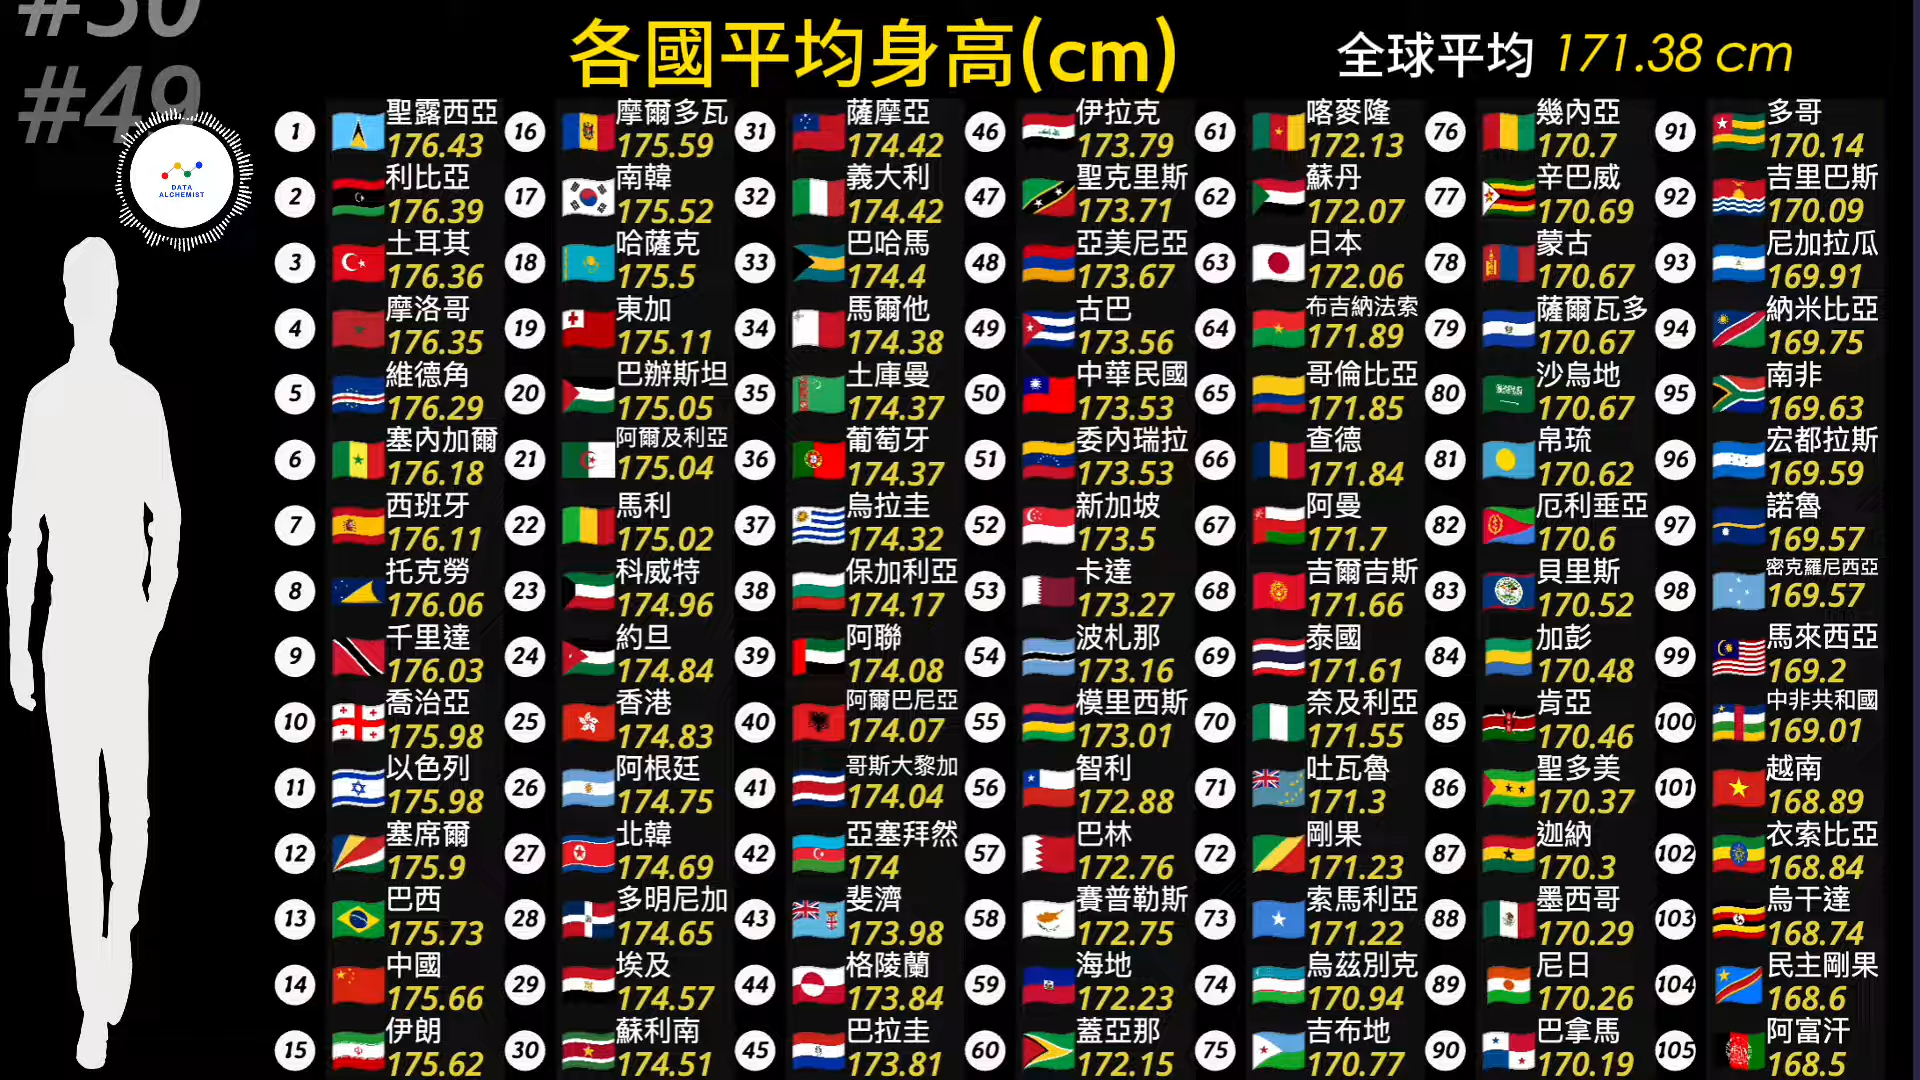 #50
#49
各國平均身高(cm)
全球平均 171.38 cm
DATA
ALCHEMIST
1 聖露西亞 176.43
2 利比亞 176.39
3 土耳其 176.36
4 摩洛哥 176.35
5 維德角 176.29
6 塞內加爾 176.18
7 西班牙 176.11
8 托克勞 176.06
9 千里達 176.03
10 喬治亞 175.98
11 以色列 175.98
12 塞席爾 175.9
13 巴西 175.73
14 中國 175.66
15 伊朗 175.62
16 摩爾多瓦 175.59
17 南韓 175.52
18 哈薩克 175.5
19 東加 175.11
20 巴勒斯坦 175.05
21 阿爾及利亞 175.04
22 馬利 175.02
23 科威特 174.96
24 約旦 174.84
25 香港 174.83
26 阿根廷 174.75
27 北韓 174.69
28 多明尼加 174.65
29 埃及 174.57
30 蘇利南 174.51
31 薩摩亞 174.42
32 義大利 174.42
33 巴哈馬 174.4
34 馬爾他 174.38
35 土庫曼 174.37
36 葡萄牙 174.37
37 烏拉圭 174.32
38 保加利亞 174.17
39 阿聯 174.08
40 阿爾巴尼亞 174.07
41 哥斯大黎加 174.04
42 亞塞拜然 174
43 斐濟 173.98
44 格陵蘭 173.84
45 巴拉圭 173.81
46 伊拉克 173.79
47 聖克里斯 173.71
48 亞美尼亞 173.67
49 古巴 173.56
50 中華民國 173.53
51 委內瑞拉 173.53
52 新加坡 173.5
53 卡達 173.27
54 波札那 173.16
55 模里西斯 173.01
56 智利 172.88
57 巴林 172.76
58 賽普勒斯 172.75
59 海地 172.23
60 蓋亞那 172.15
61 喀麥隆 172.13
62 蘇丹 172.07
63 日本 172.06
64 布吉納法索 171.89
65 哥倫比亞 171.85
66 查德 171.84
67 阿曼 171.7
68 吉爾吉斯 171.66
69 泰國 171.61
70 奈及利亞 171.55
71 吐瓦魯 171.3
72 剛果 171.23
73 索馬利亞 171.22
74 烏茲別克 170.94
75 吉布地 170.77
76 幾內亞 170.7
77 辛巴威 170.69
78 蒙古 170.67
79 薩爾瓦多 170.67
80 沙烏地 170.67
81 帛琉 170.62
82 厄利垂亞 170.6
83 貝里斯 170.52
84 加彭 170.48
85 肯亞 170.46
86 聖多美 170.37
87 迦納 170.3
88 墨西哥 170.29
89 尼日 170.26
90 巴拿馬 170.19
91 多哥 170.14
92 吉里巴斯 170.09
93 尼加拉瓜 169.91
94 納米比亞 169.75
95 南非 169.63
96 宏都拉斯 169.59
97 諾魯 169.57
98 密克羅尼西亞 169.57
99 馬來西亞 169.2
100 中非共和國 169.01
101 越南 168.89
102 衣索比亞 168.84
103 烏干達 168.74
104 民主剛果 168.6
105 阿富汗 168.5